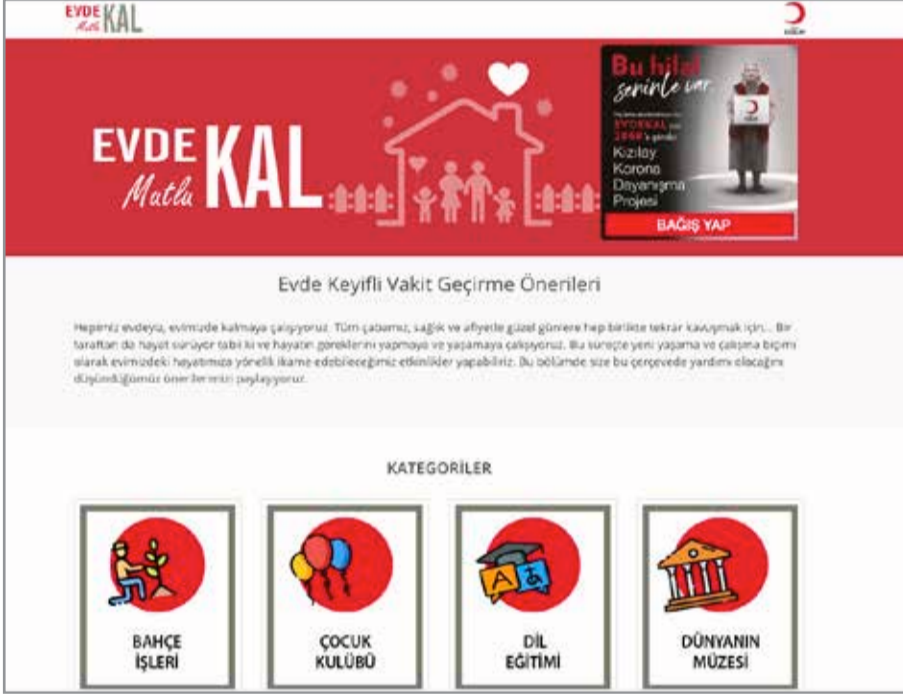 EVDE
Mutlu KAL
EVDE
Mutlu KAL
Bu hilal
seninle var.
EVDEKAL
2868'e gönder
Kızılay
Korona
Dayanışma
Projesi
BAĞIŞ YAP
Evde Keyifli Vakit Geçirme Önerileri
Hepimiz evdeyiz, evimizde kalmaya çalışıyoruz. Tüm çabamız, sağlık ve afiyetle güzel günlere hep birlikte tekrar kavuşmak için... Bir
taraftan da hayat sürüyor tabii ki ve hayatın gereklerini yapmaya ve yaşamaya çalışıyoruz. Bu süreçte yeni yaşama ve çalışma biçimi
olarak evimizdeki hayatımıza yönelik ikame edebileceğimiz etkinlikler yapabiliriz. Bu bölümde size bu çerçevede yardımı olacağını
düşündüğümüz önerilerimizi paylaşıyoruz.
KATEGORİLER
BAHÇE
İŞLERİ
ÇOCUK
KULÜBÜ
DİL
EĞİTİMİ
DÜNYANIN
MÜZESİ